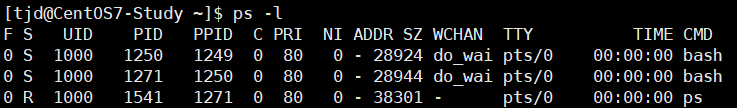 [tjd@CentOS7-Study ~]$ ps -l
F S   UID    PID   PPID  C PRI  NI ADDR SZ WCHAN  TTY          TIME CMD
0 S  1000   1250   1249  0  80   0 - 28924 do_wai pts/0    00:00:00 bash
0 S  1000   1271   1250  0  80   0 - 28944 do_wai pts/0    00:00:00 bash
0 R  1000   1541   1271  0  80   0 - 38301 -      pts/0    00:00:00 ps